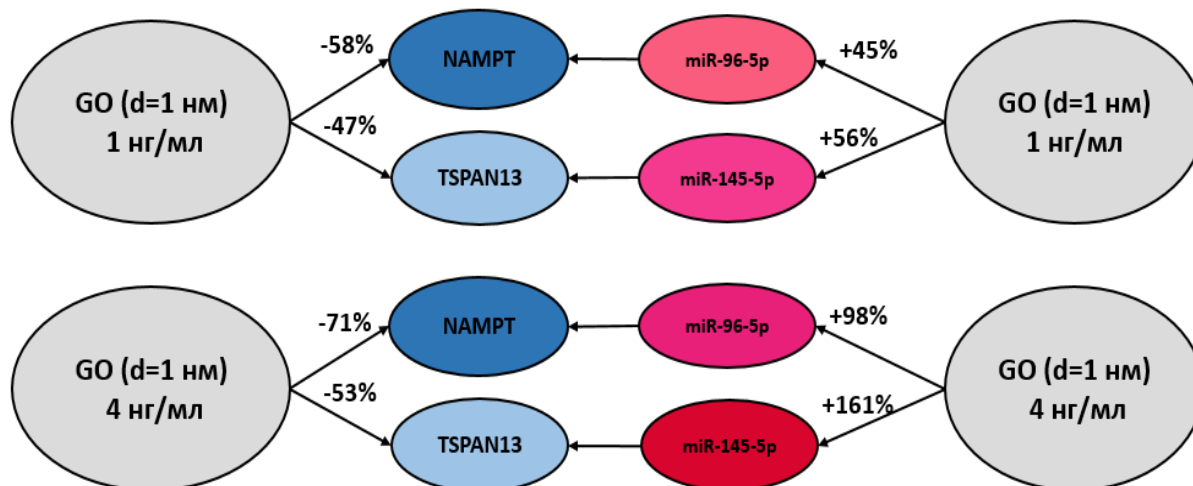 -58%
NAMPT
miR-96-5p
+45%
GO (d=1 нм)
1 нг/мл
GO (d=1 нм)
1 нг/мл
-47%
TSPAN13
miR-145-5p
+56%
-71%
NAMPT
miR-96-5p
+98%
GO (d=1 нм)
4 нг/мл
GO (d=1 нм)
4 нг/мл
-53%
TSPAN13
miR-145-5p
+161%